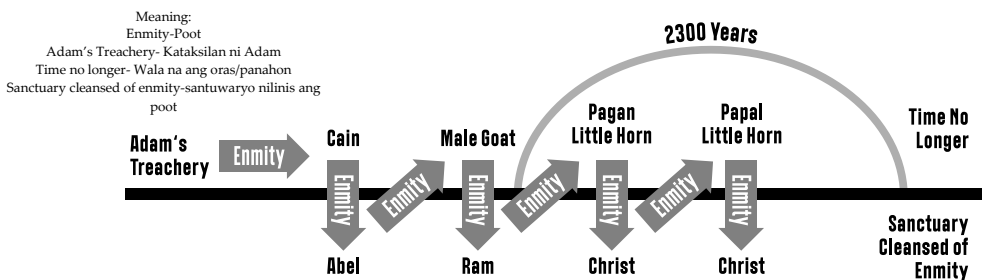 Meaning:
Enmity-Poot
Adam's Treachery- Kataksilan ni Adam
Time no longer- Wala na ang oras/panahon
Sanctuary cleansed of enmity-santuwaryo nilinis ang
poot
2300 Years
Adam's
Treachery
Enmity
Cain
Enmity
Abel
Enmity
Male Goat
Enmity
Ram
Enmity
Pagan
Little Horn
Enmity
Christ
Enmity
Papal
Little Horn
Enmity
Christ
Time No
Longer
Sanctuary
Cleansed of
Enmity